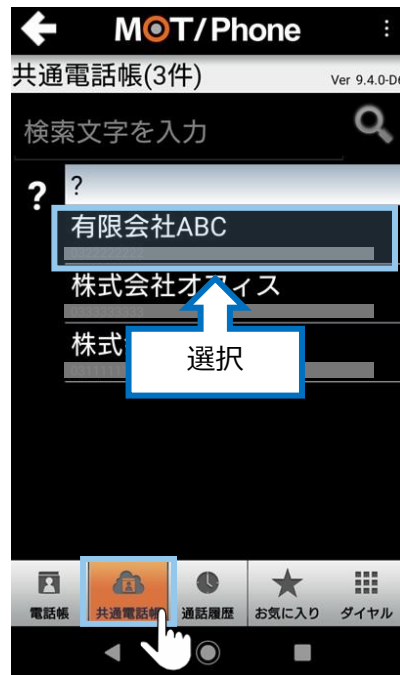 MOT/Phone
共通電話帳(3件)
Ver 9.4.0-D6
検索文字を入力
?
?
有限会社ABC
株式会社オフィス
株式
選択
電話帳
共通電話帳
通話履歴
お気に入り
ダイヤル